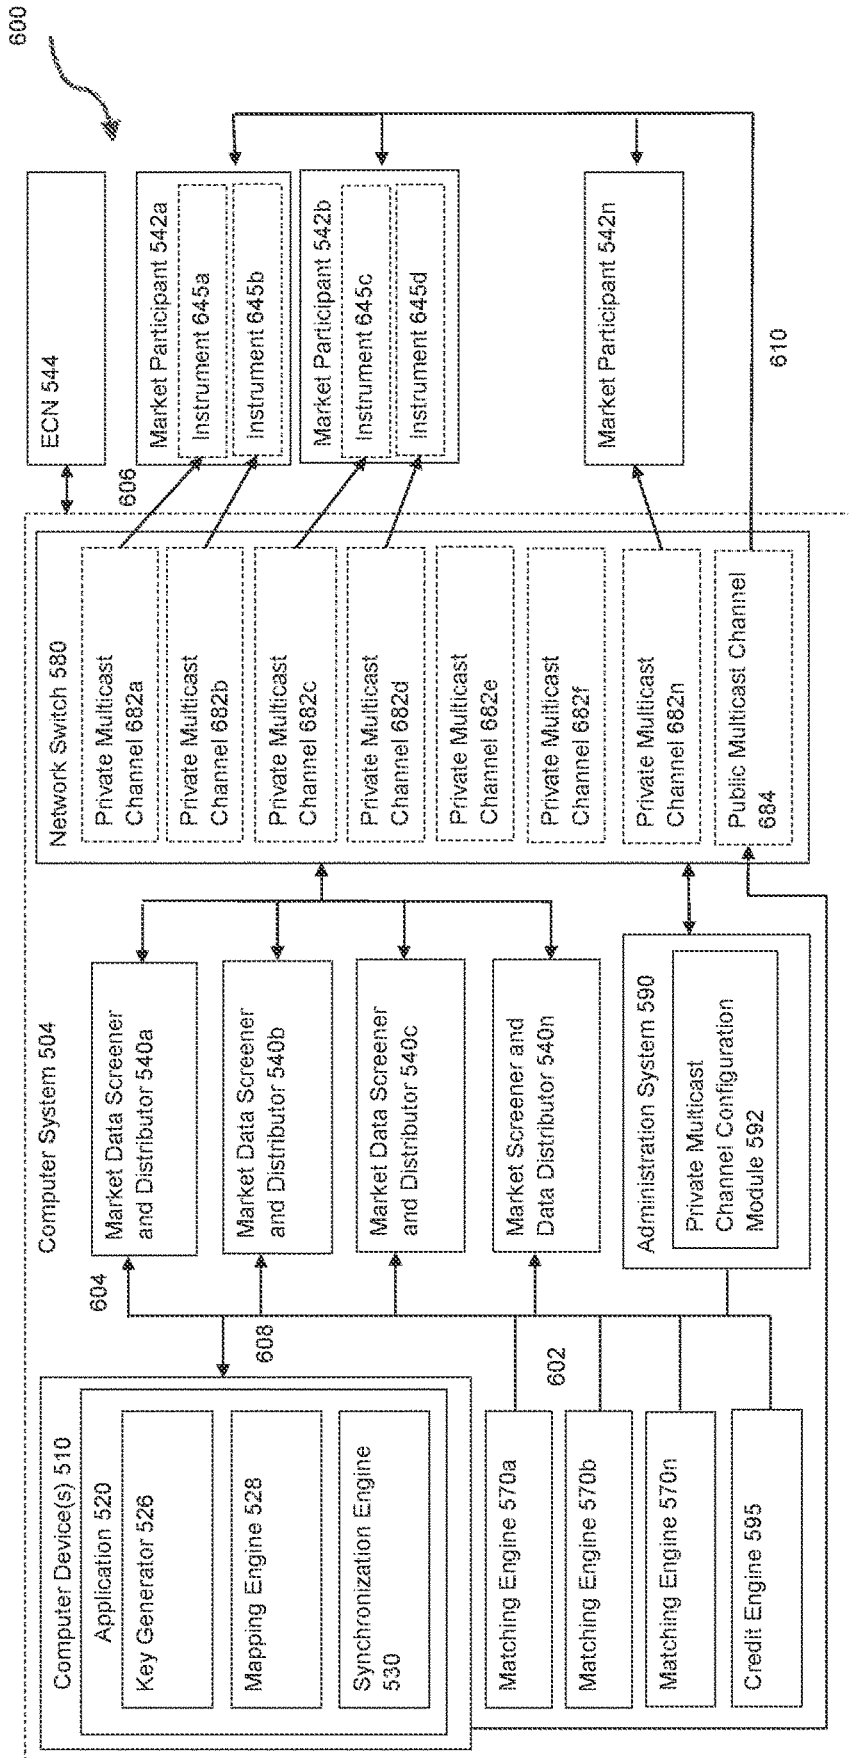 600
Computer System 504
Computer Device(s) 510
Application 520
Key Generator 526
Mapping Engine 528
Synchronization Engine
530
Matching Engine 570a
Matching Engine 570b
Matching Engine 570n
Credit Engine 595
602
604
608
Market Data Screener
and Distributor 540a
Market Data Screener
and Distributor 540b
Market Data Screener
and Distributor 540c
Market Screener and
Data Distributor 540n
Administration System 590
Private Multicast
Channel Configuration
Module 592
Network Switch 580
Private Multicast
Channel 682a
Private Multicast
Channel 682b
Private Multicast
Channel 682c
Private Multicast
Channel 682d
Private Multicast
Channel 682e
Private Multicast
Channel 682f
Private Multicast
Channel 682n
Public Multicast Channel
684
606
ECN 544
Market Participant 542a
Instrument 645a
Instrument 645b
Market Participant 542b
Instrument 645c
Instrument 645d
Market Participant 542n
610